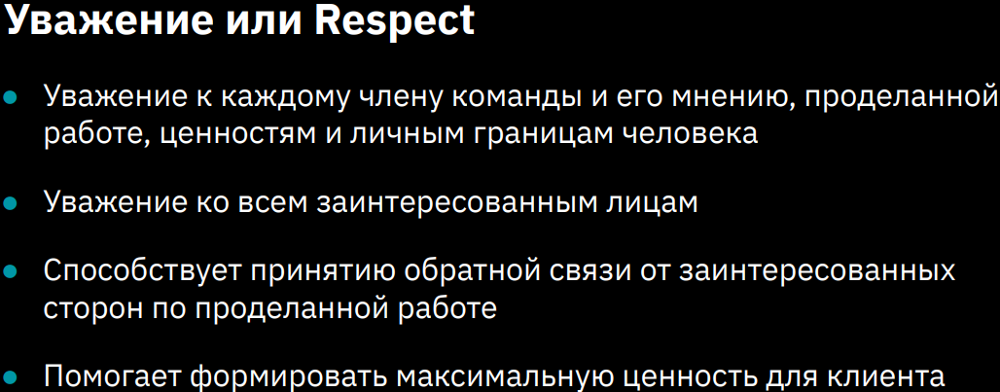 Уважение или Respect
● Уважение к каждому члену команды и его мнению, проделанной
работе, ценностям и личным границам человека
● Уважение ко всем заинтересованным лицам
● Способствует принятию обратной связи от заинтересованных
сторон по проделанной работе
● Помогает формировать максимальную ценность для клиента